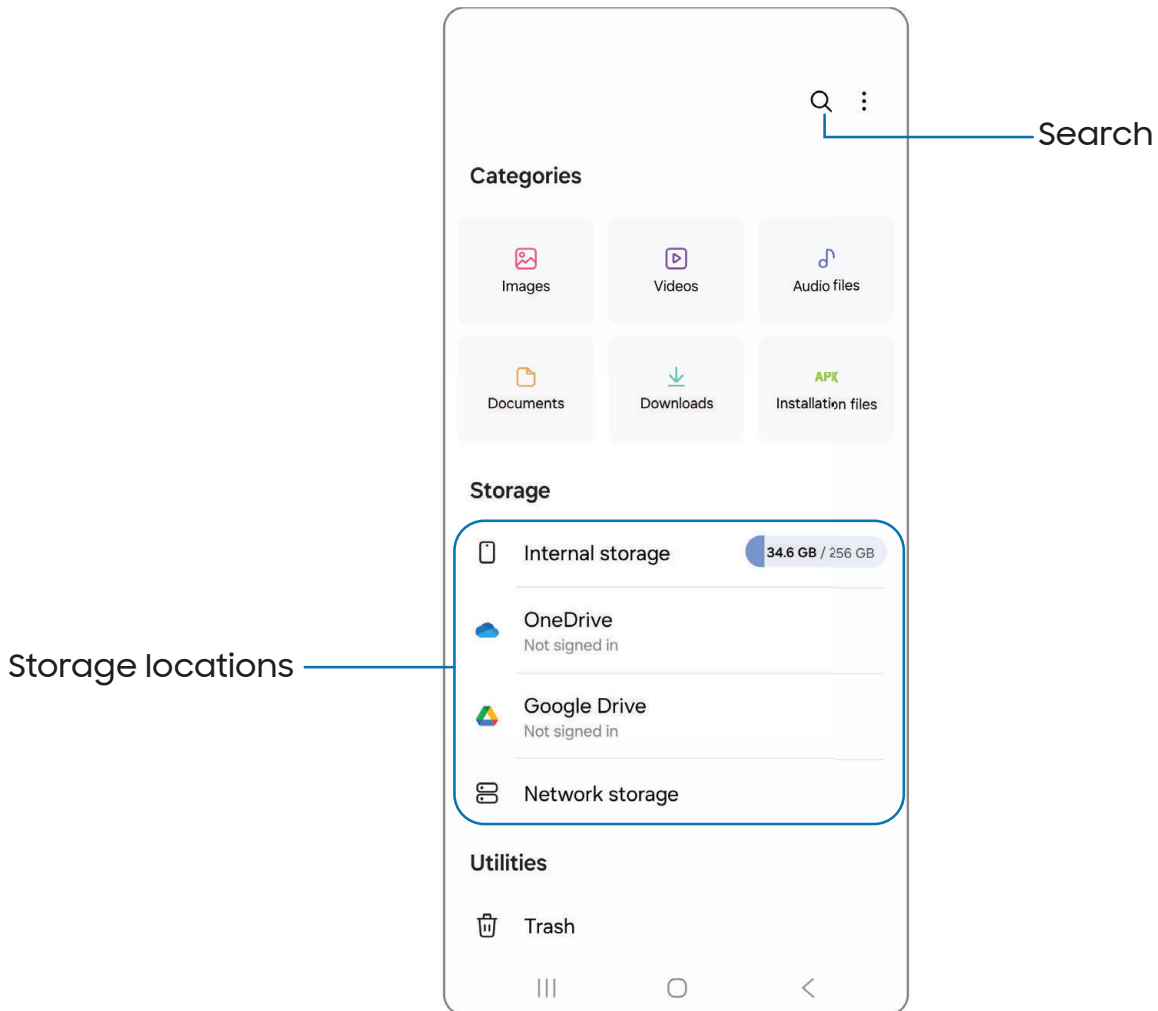 Search
Categories
Images
Videos
Audio files
Documents
Downloads
APK
Installation files
Storage
Internal storage
34.6 GB / 256 GB
OneDrive
Not signed in
Storage locations
Google Drive
Not signed in
Network storage
Utilities
Trash